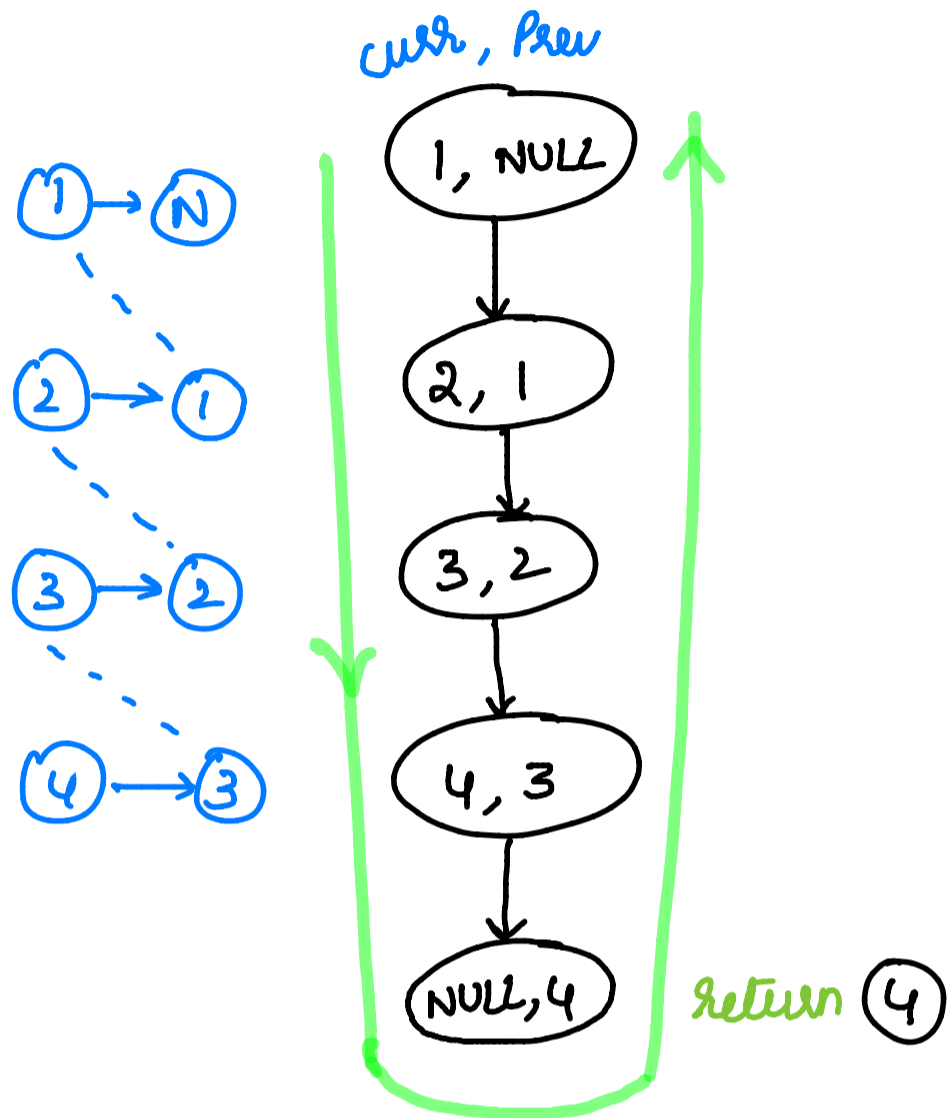 curr, Prev
1, NULL
1 N
2, 1
2 1
3, 2
3 2
4, 3
4 3
NULL, 4
return 4